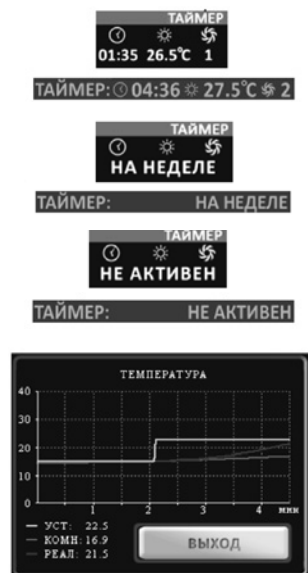 ТАЙМЕР
01:35 26.5°C 1
ТАЙМЕР: 04:36 27.5°C 2
ТАЙМЕР
НА НЕДЕЛЕ
ТАЙМЕР: НА НЕДЕЛЕ
ТАЙМЕР
НЕ АКТИВЕН
ТАЙМЕР: НЕ АКТИВЕН
ТЕМПЕРАТУРА
40
30
20
10
0
1 2 3 4 мин
УСТ: 22.5
КОМН: 16.9
РЕАЛ: 21.5
ВЫХОД